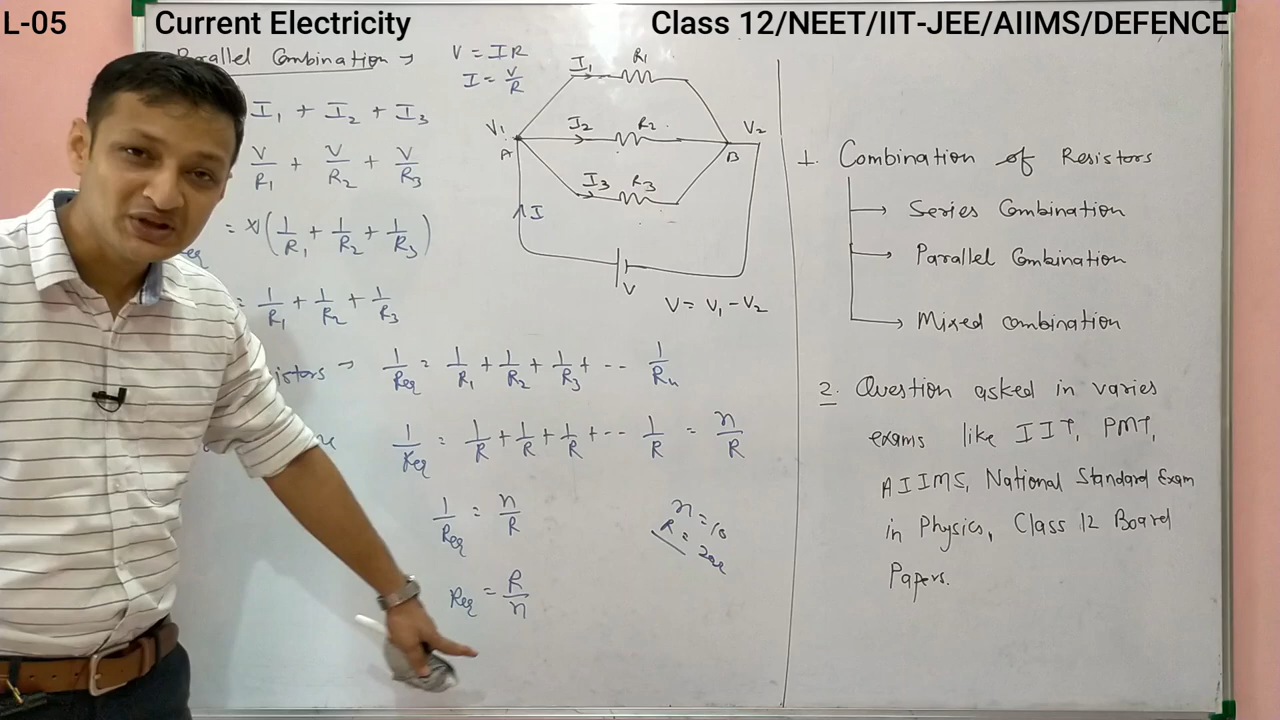 L-05 Current Electricity Class 12/NEET/IIT-JEE/AIIMS/DEFENCE
Parallel Combination →
V = IR
I = V/R
I₁ + I₂ + I₃
V/R₁ + V/R₂ + V/R₃
= V(1/R₁ + 1/R₂ + 1/R₃)
eq
= 1/R₁ + 1/R₂ + 1/R₃
istors → 1/Req = 1/R₁ + 1/R₂ + 1/R₃ + -- 1/Rn
1/Req = 1/R + 1/R + 1/R + -- 1/R = n/R
1/Req = n/R
Req = R/n
n = 10
R = 20Ω
I₁ R₁
V₁ I₂ R₂ V₂
A B
I₃ R₃
I
V
V = V₁ - V₂
1. Combination of Resistors
→ Series Combination
→ Parallel Combination
→ Mixed combination
2. Question asked in varies
exams like IIT, PMT,
AIIMS, National Standard Exam
in Physics, Class 12 Board
Papers.